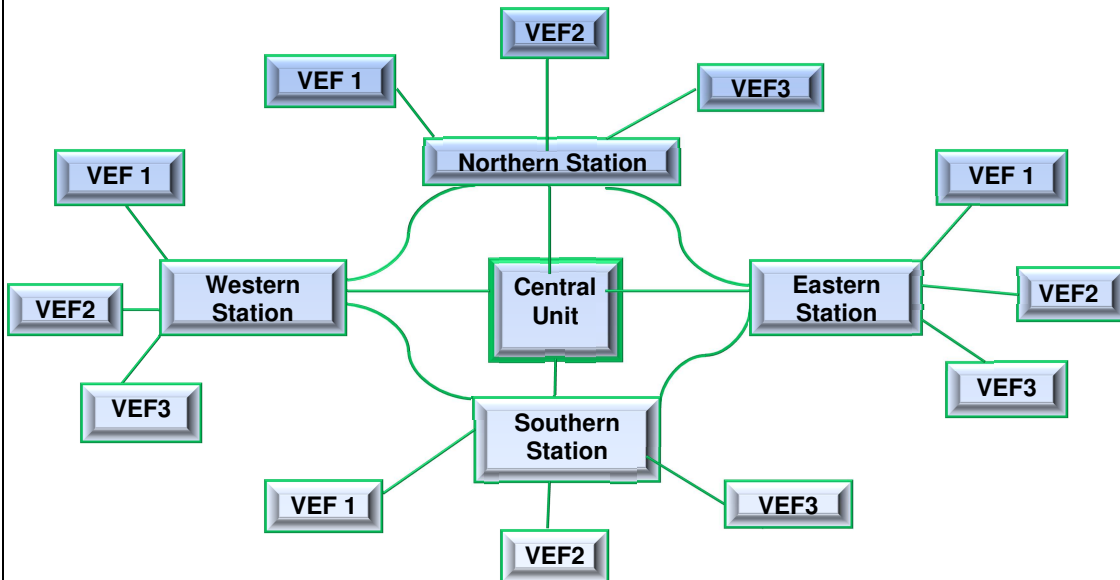 VEF2
VEF 1
VEF3
Northern Station
VEF 1
VEF 1
Western
Station
Central
Unit
Eastern
Station
VEF2
VEF2
VEF3
VEF3
Southern
Station
VEF 1
VEF3
VEF2